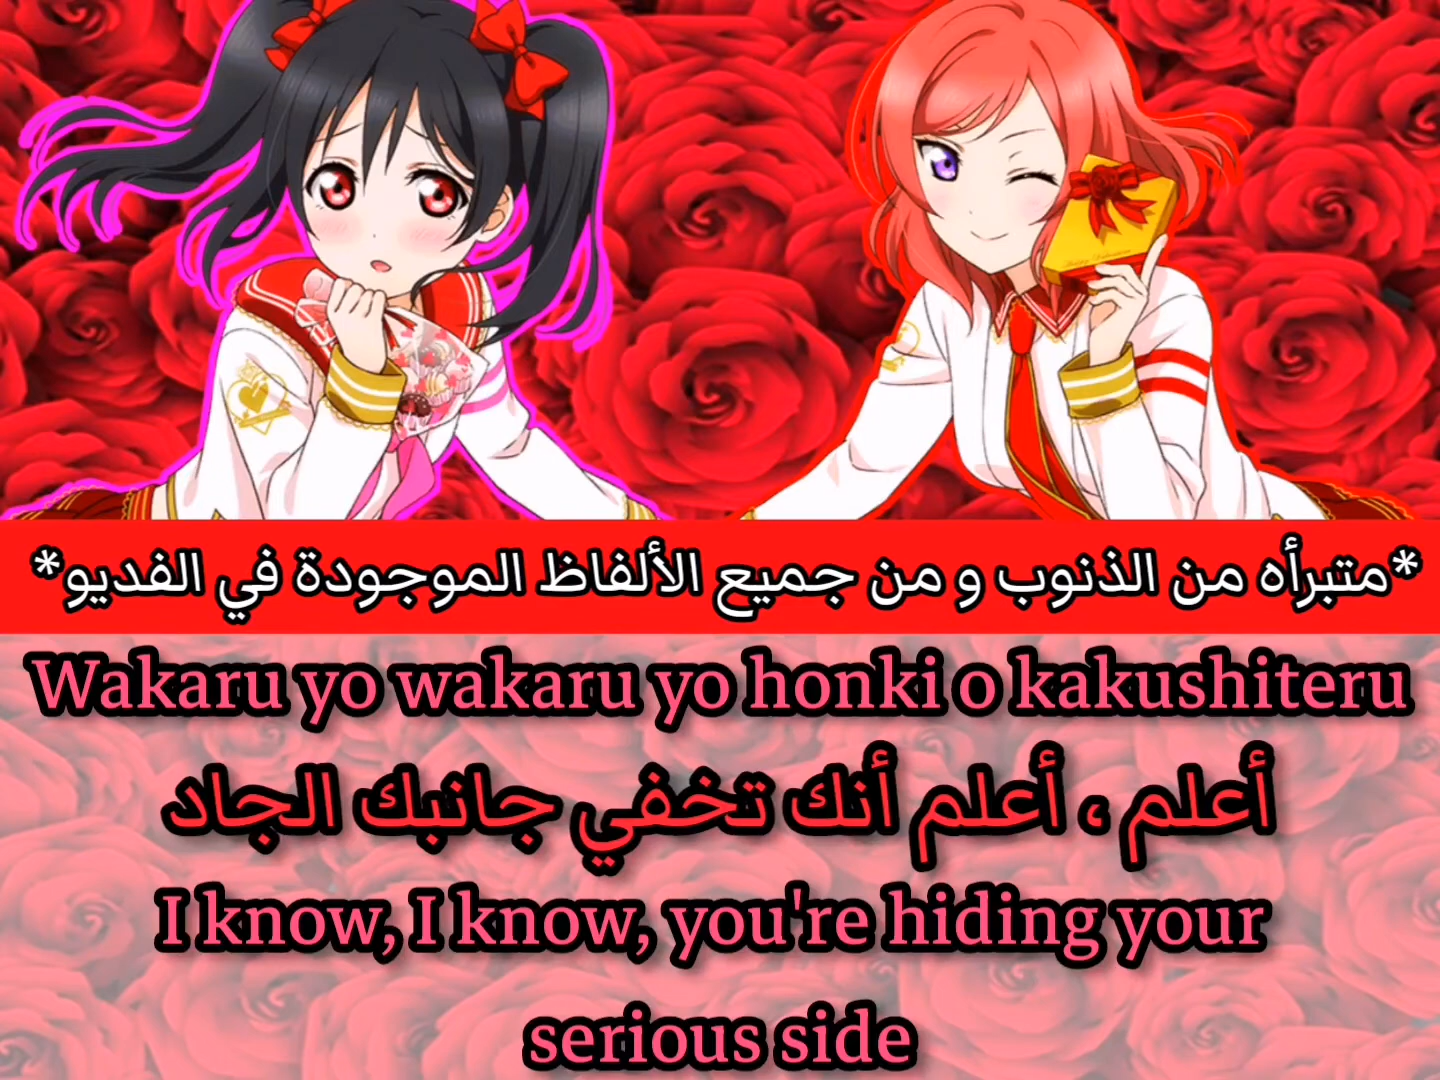 *متبرأه من الذنوب و من جميع الألفاظ الموجودة في الفديو*
Wakaru yo wakaru yo honki o kakushiteru
أعلم ، أعلم أنك تخفي جانبك الجاد
I know, I know, you're hiding your
serious side